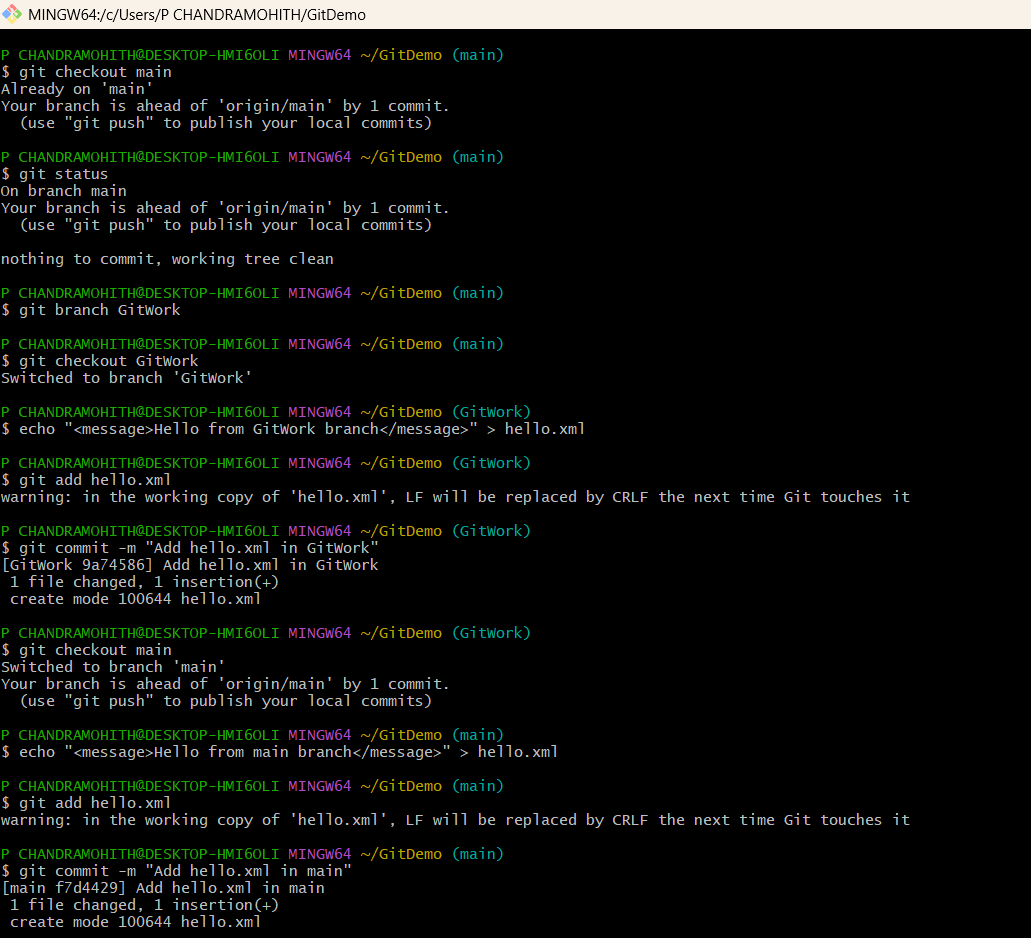 MINGW64:/c/Users/P CHANDRAMOHITH/GitDemo
P CHANDRAMOHITH@DESKTOP-HMI6OLI MINGW64 ~/GitDemo (main)
$ git checkout main
Already on 'main'
Your branch is ahead of 'origin/main' by 1 commit.
  (use "git push" to publish your local commits)
P CHANDRAMOHITH@DESKTOP-HMI6OLI MINGW64 ~/GitDemo (main)
$ git status
On branch main
Your branch is ahead of 'origin/main' by 1 commit.
  (use "git push" to publish your local commits)
nothing to commit, working tree clean
P CHANDRAMOHITH@DESKTOP-HMI6OLI MINGW64 ~/GitDemo (main)
$ git branch GitWork
P CHANDRAMOHITH@DESKTOP-HMI6OLI MINGW64 ~/GitDemo (main)
$ git checkout GitWork
Switched to branch 'GitWork'
P CHANDRAMOHITH@DESKTOP-HMI6OLI MINGW64 ~/GitDemo (GitWork)
$ echo "<message>Hello from GitWork branch</message>" > hello.xml
P CHANDRAMOHITH@DESKTOP-HMI6OLI MINGW64 ~/GitDemo (GitWork)
$ git add hello.xml
warning: in the working copy of 'hello.xml', LF will be replaced by CRLF the next time Git touches it
P CHANDRAMOHITH@DESKTOP-HMI6OLI MINGW64 ~/GitDemo (GitWork)
$ git commit -m "Add hello.xml in GitWork"
[GitWork 9a74586] Add hello.xml in GitWork
 1 file changed, 1 insertion(+)
 create mode 100644 hello.xml
P CHANDRAMOHITH@DESKTOP-HMI6OLI MINGW64 ~/GitDemo (GitWork)
$ git checkout main
Switched to branch 'main'
Your branch is ahead of 'origin/main' by 1 commit.
  (use "git push" to publish your local commits)
P CHANDRAMOHITH@DESKTOP-HMI6OLI MINGW64 ~/GitDemo (main)
$ echo "<message>Hello from main branch</message>" > hello.xml
P CHANDRAMOHITH@DESKTOP-HMI6OLI MINGW64 ~/GitDemo (main)
$ git add hello.xml
warning: in the working copy of 'hello.xml', LF will be replaced by CRLF the next time Git touches it
P CHANDRAMOHITH@DESKTOP-HMI6OLI MINGW64 ~/GitDemo (main)
$ git commit -m "Add hello.xml in main"
[main f7d4429] Add hello.xml in main
 1 file changed, 1 insertion(+)
 create mode 100644 hello.xml